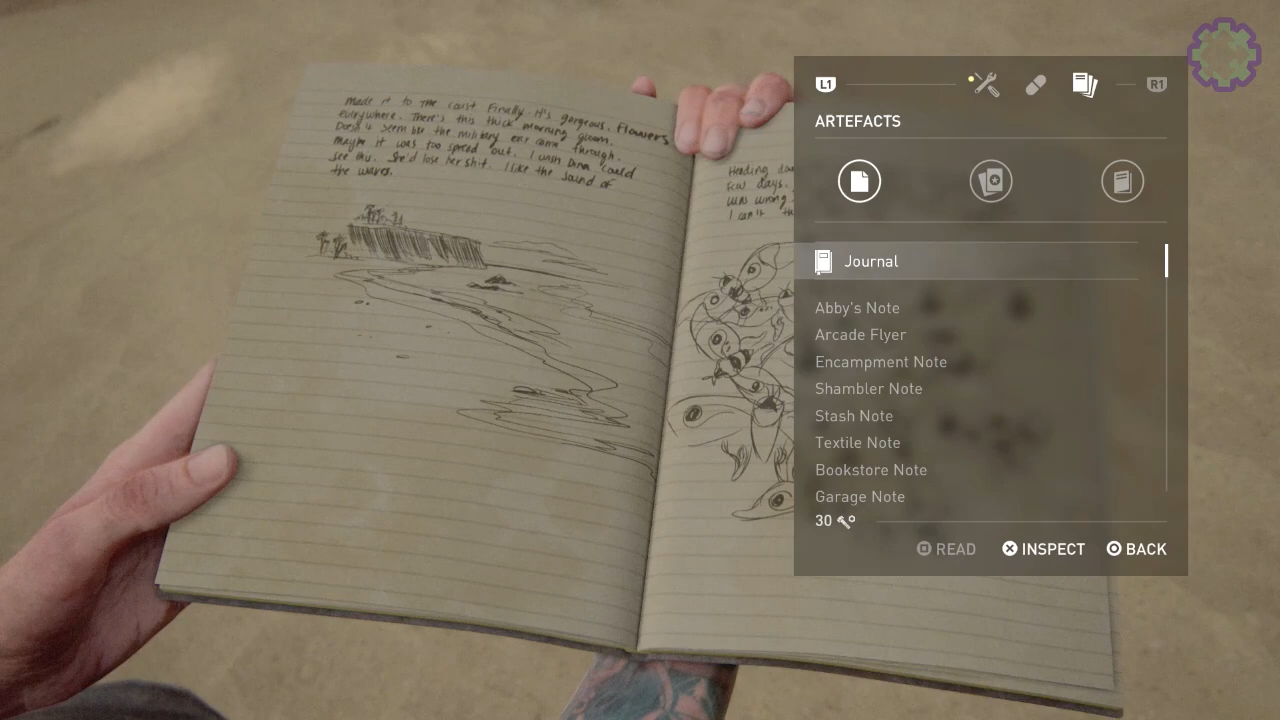 made it to the coast Finally. It's gorgeous. Flowers
everywhere. There's this thick morning gloom.
Doesn't seem like the military ever came through.
Maybe it was too spread out. I wish Dina could
see this. She'd lose her shit. I like the sound of
the waves.
Heading
Few days.
was wrong
I can't
L1
R1
ARTEFACTS
Journal
Abby's Note
Arcade Flyer
Encampment Note
Shambler Note
Stash Note
Textile Note
Bookstore Note
Garage Note
30
READ
INSPECT
BACK